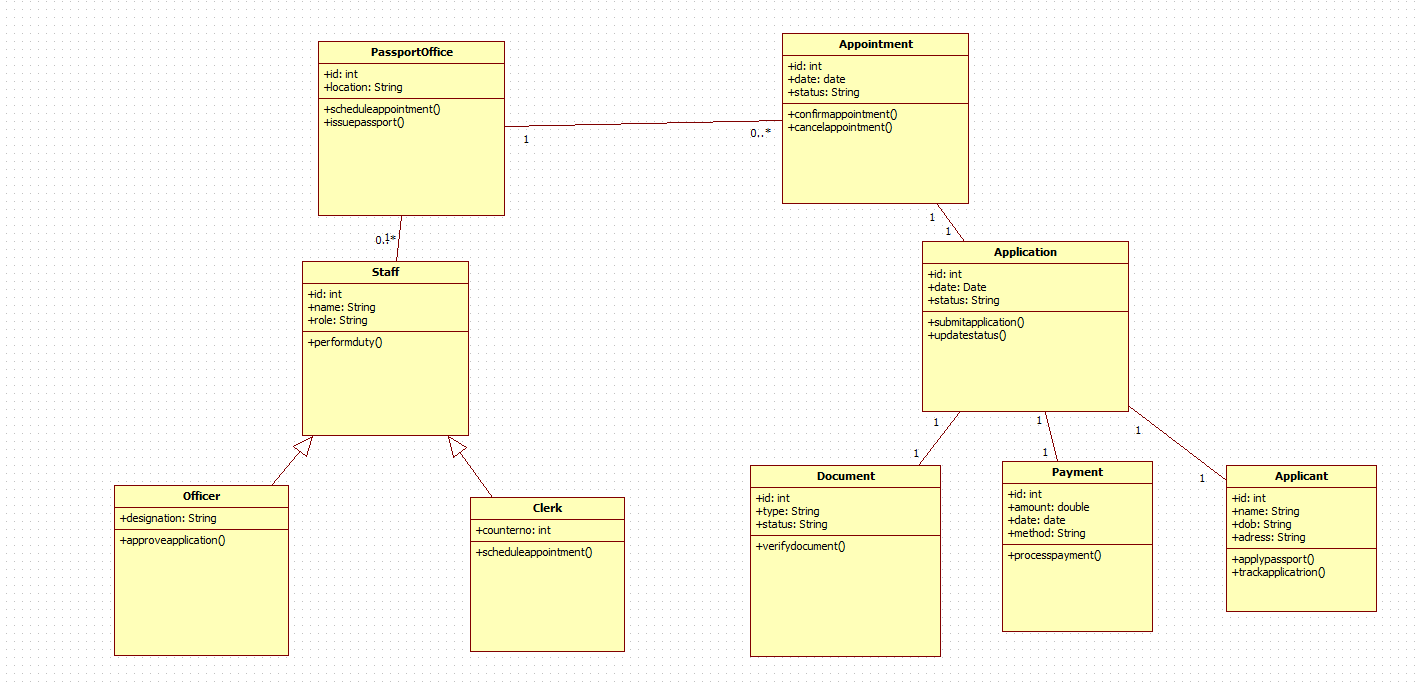 PassportOffice
+id: int
+location: String
+scheduleappointment()
+issuepassport()
1
0..*
Appointment
+id: int
+date: date
+status: String
+confirmappointment()
+cancelappointment()
1
0..*
1
1
Staff
+id: int
+name: String
+role: String
+performduty()
Application
+id: int
+date: Date
+status: String
+submitapplication()
+updatestatus()
1
1
1
1
1
1
Officer
+designation: String
+approveapplication()
Clerk
+counterno: int
+scheduleappointment()
Document
+id: int
+type: String
+status: String
+verifydocument()
Payment
+id: int
+amount: double
+date: date
+method: String
+processpayment()
Applicant
+id: int
+name: String
+dob: String
+adress: String
+applypassport()
+trackapplicatrion()